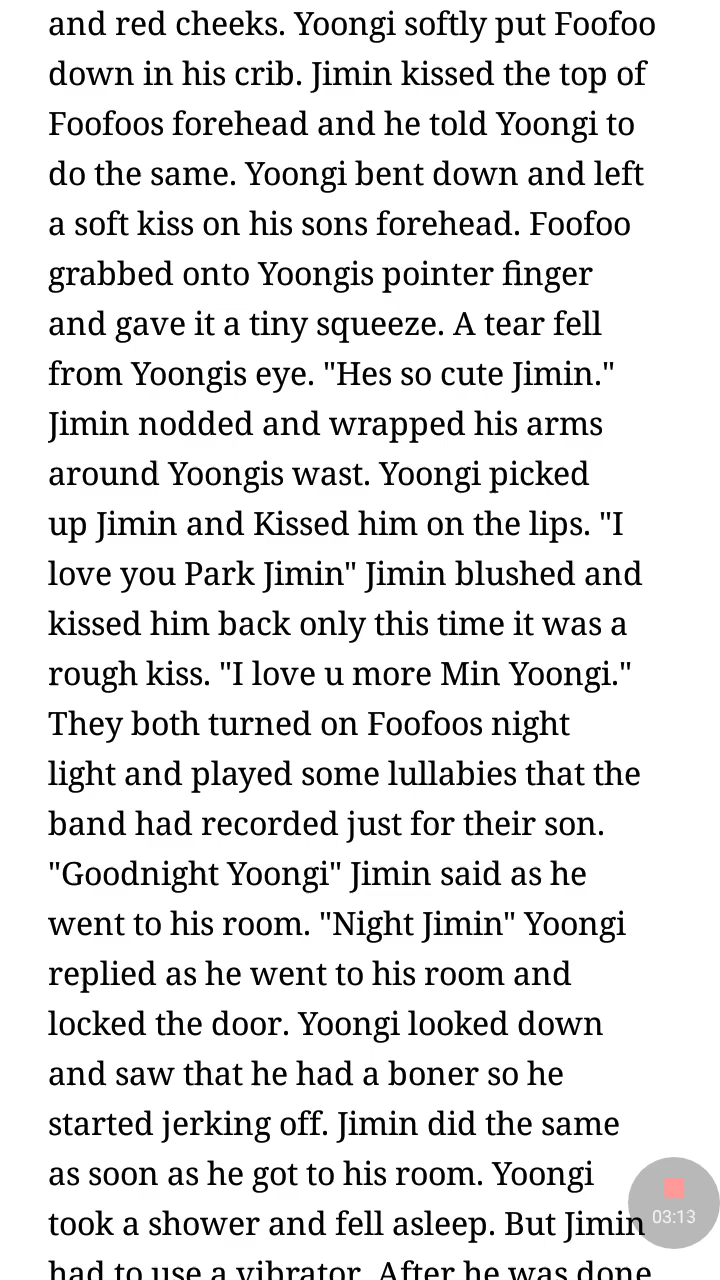 and red cheeks. Yoongi softly put Foofoo
down in his crib. Jimin kissed the top of
Foofoos forehead and he told Yoongi to
do the same. Yoongi bent down and left
a soft kiss on his sons forehead. Foofoo
grabbed onto Yoongis pointer finger
and gave it a tiny squeeze. A tear fell
from Yoongis eye. "Hes so cute Jimin."
Jimin nodded and wrapped his arms
around Yoongis wast. Yoongi picked
up Jimin and Kissed him on the lips. "I
love you Park Jimin" Jimin blushed and
kissed him back only this time it was a
rough kiss. "I love u more Min Yoongi."
They both turned on Foofoos night
light and played some lullabies that the
band had recorded just for their son.
"Goodnight Yoongi" Jimin said as he
went to his room. "Night Jimin" Yoongi
replied as he went to his room and
locked the door. Yoongi looked down
and saw that he had a boner so he
started jerking off. Jimin did the same
as soon as he got to his room. Yoongi
took a shower and fell asleep. But Jimin
03:13
had to use a vibrator. After he was done